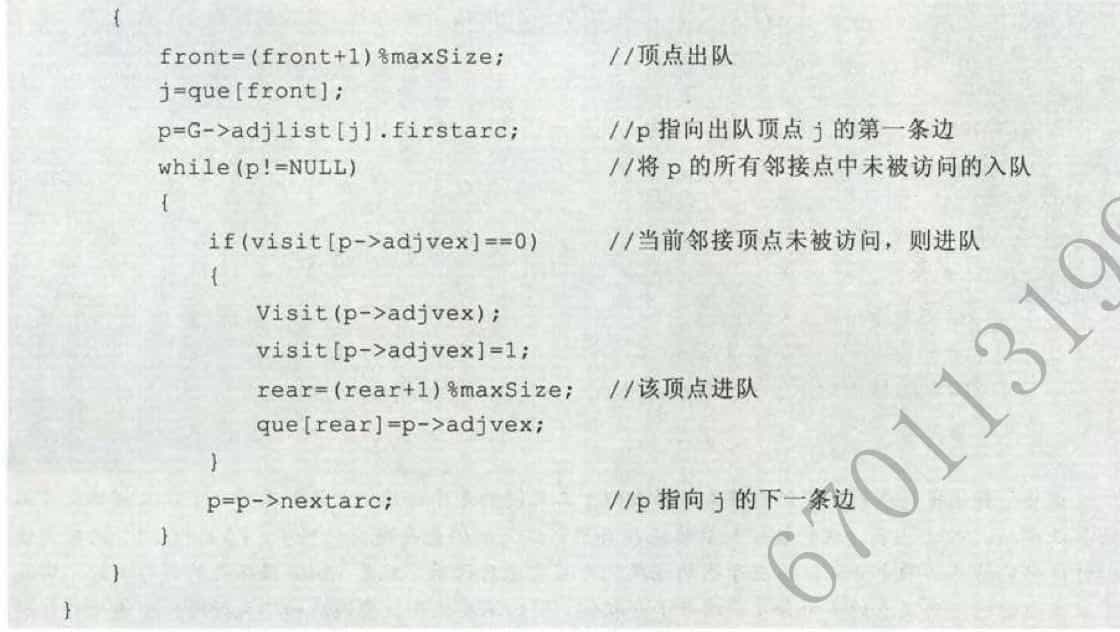 {
front=(front+1)%maxSize; //顶点出队
j=que[front];
p=G->adjlist[j].firstarc; //p 指向出队顶点 j 的第一条边
while(p!=NULL) //将 p 的所有邻接点中未被访问的入队
{
if(visit[p->adjvex]==0) //当前邻接顶点未被访问，则进队
{
Visit(p->adjvex);
visit[p->adjvex]=1;
rear=(rear+1)%maxSize; //该顶点进队
que[rear]=p->adjvex;
}
p=p->nextarc; //p 指向 j 的下一条边
}
}
}